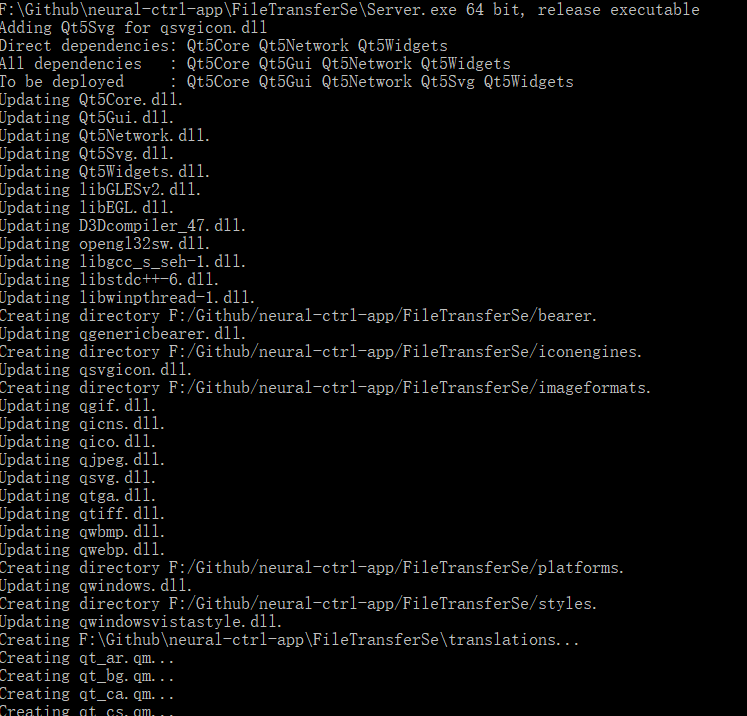 F:\Github\neural-ctrl-app\FileTransferSe\Server.exe 64 bit, release executable
Adding Qt5Svg for qsvgicon.dll
Direct dependencies: Qt5Core Qt5Network Qt5Widgets
All dependencies   : Qt5Core Qt5Gui Qt5Network Qt5Widgets
To be deployed     : Qt5Core Qt5Gui Qt5Network Qt5Svg Qt5Widgets
Updating Qt5Core.dll.
Updating Qt5Gui.dll.
Updating Qt5Network.dll.
Updating Qt5Svg.dll.
Updating Qt5Widgets.dll.
Updating libGLESv2.dll.
Updating libEGL.dll.
Updating D3Dcompiler_47.dll.
Updating opengl32sw.dll.
Updating libgcc_s_seh-1.dll.
Updating libstdc++-6.dll.
Updating libwinpthread-1.dll.
Creating directory F:/Github/neural-ctrl-app/FileTransferSe/bearer.
Updating qgenericbearer.dll.
Creating directory F:/Github/neural-ctrl-app/FileTransferSe/iconengines.
Updating qsvgicon.dll.
Creating directory F:/Github/neural-ctrl-app/FileTransferSe/imageformats.
Updating qgif.dll.
Updating qicns.dll.
Updating qico.dll.
Updating qjpeg.dll.
Updating qsvg.dll.
Updating qtga.dll.
Updating qtiff.dll.
Updating qwbmp.dll.
Updating qwebp.dll.
Creating directory F:/Github/neural-ctrl-app/FileTransferSe/platforms.
Updating qwindows.dll.
Creating directory F:/Github/neural-ctrl-app/FileTransferSe/styles.
Updating qwindowsvistastyle.dll.
Creating F:\Github\neural-ctrl-app\FileTransferSe\translations...
Creating qt_ar.qm...
Creating qt_bg.qm...
Creating qt_ca.qm...
Creating qt_cs.qm...